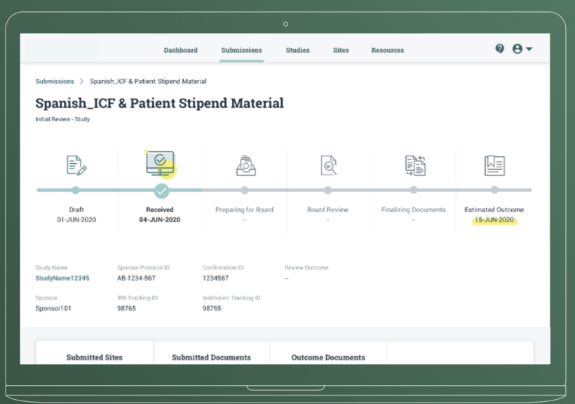 Dashboard Submissions Studies Sites Resources
Submissions > Spanish_ICF & Patient Stipend Material
Spanish_ICF & Patient Stipend Material
Initial Review - Study
Draft Received Preparing for Board Board Review Finalizing Documents Estimated Outcome
01-JUN-2020 04-JUN-2020 -- -- -- 15-JUN-2020
Study Name Sponsor Protocol ID Confirmation ID Review Outcome
StudyName12345 AB-1234-567 1234567 --
Sponsor IRB Tracking ID Institution Tracking ID
Sponsor101 98765 98765
Submitted Sites Submitted Documents Outcome Documents